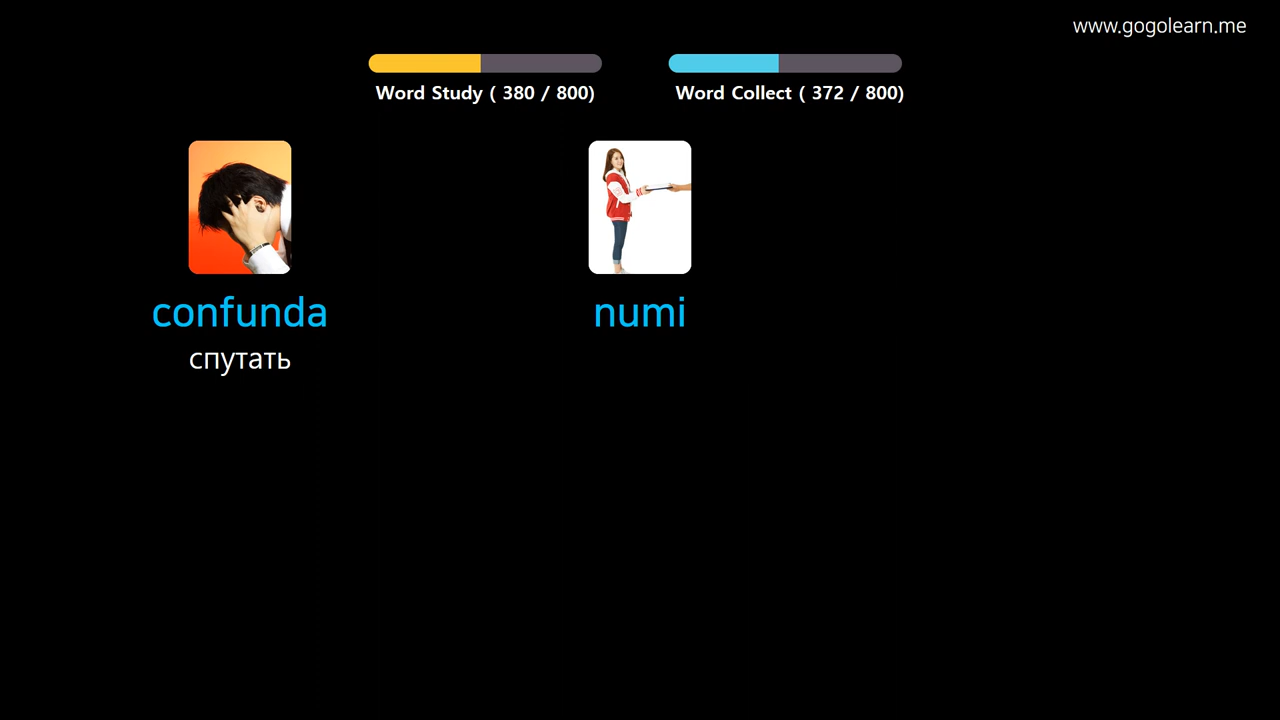 www.gogolearn.me
Word Study ( 380 / 800)
Word Collect ( 372 / 800)
confunda
numi
спутать